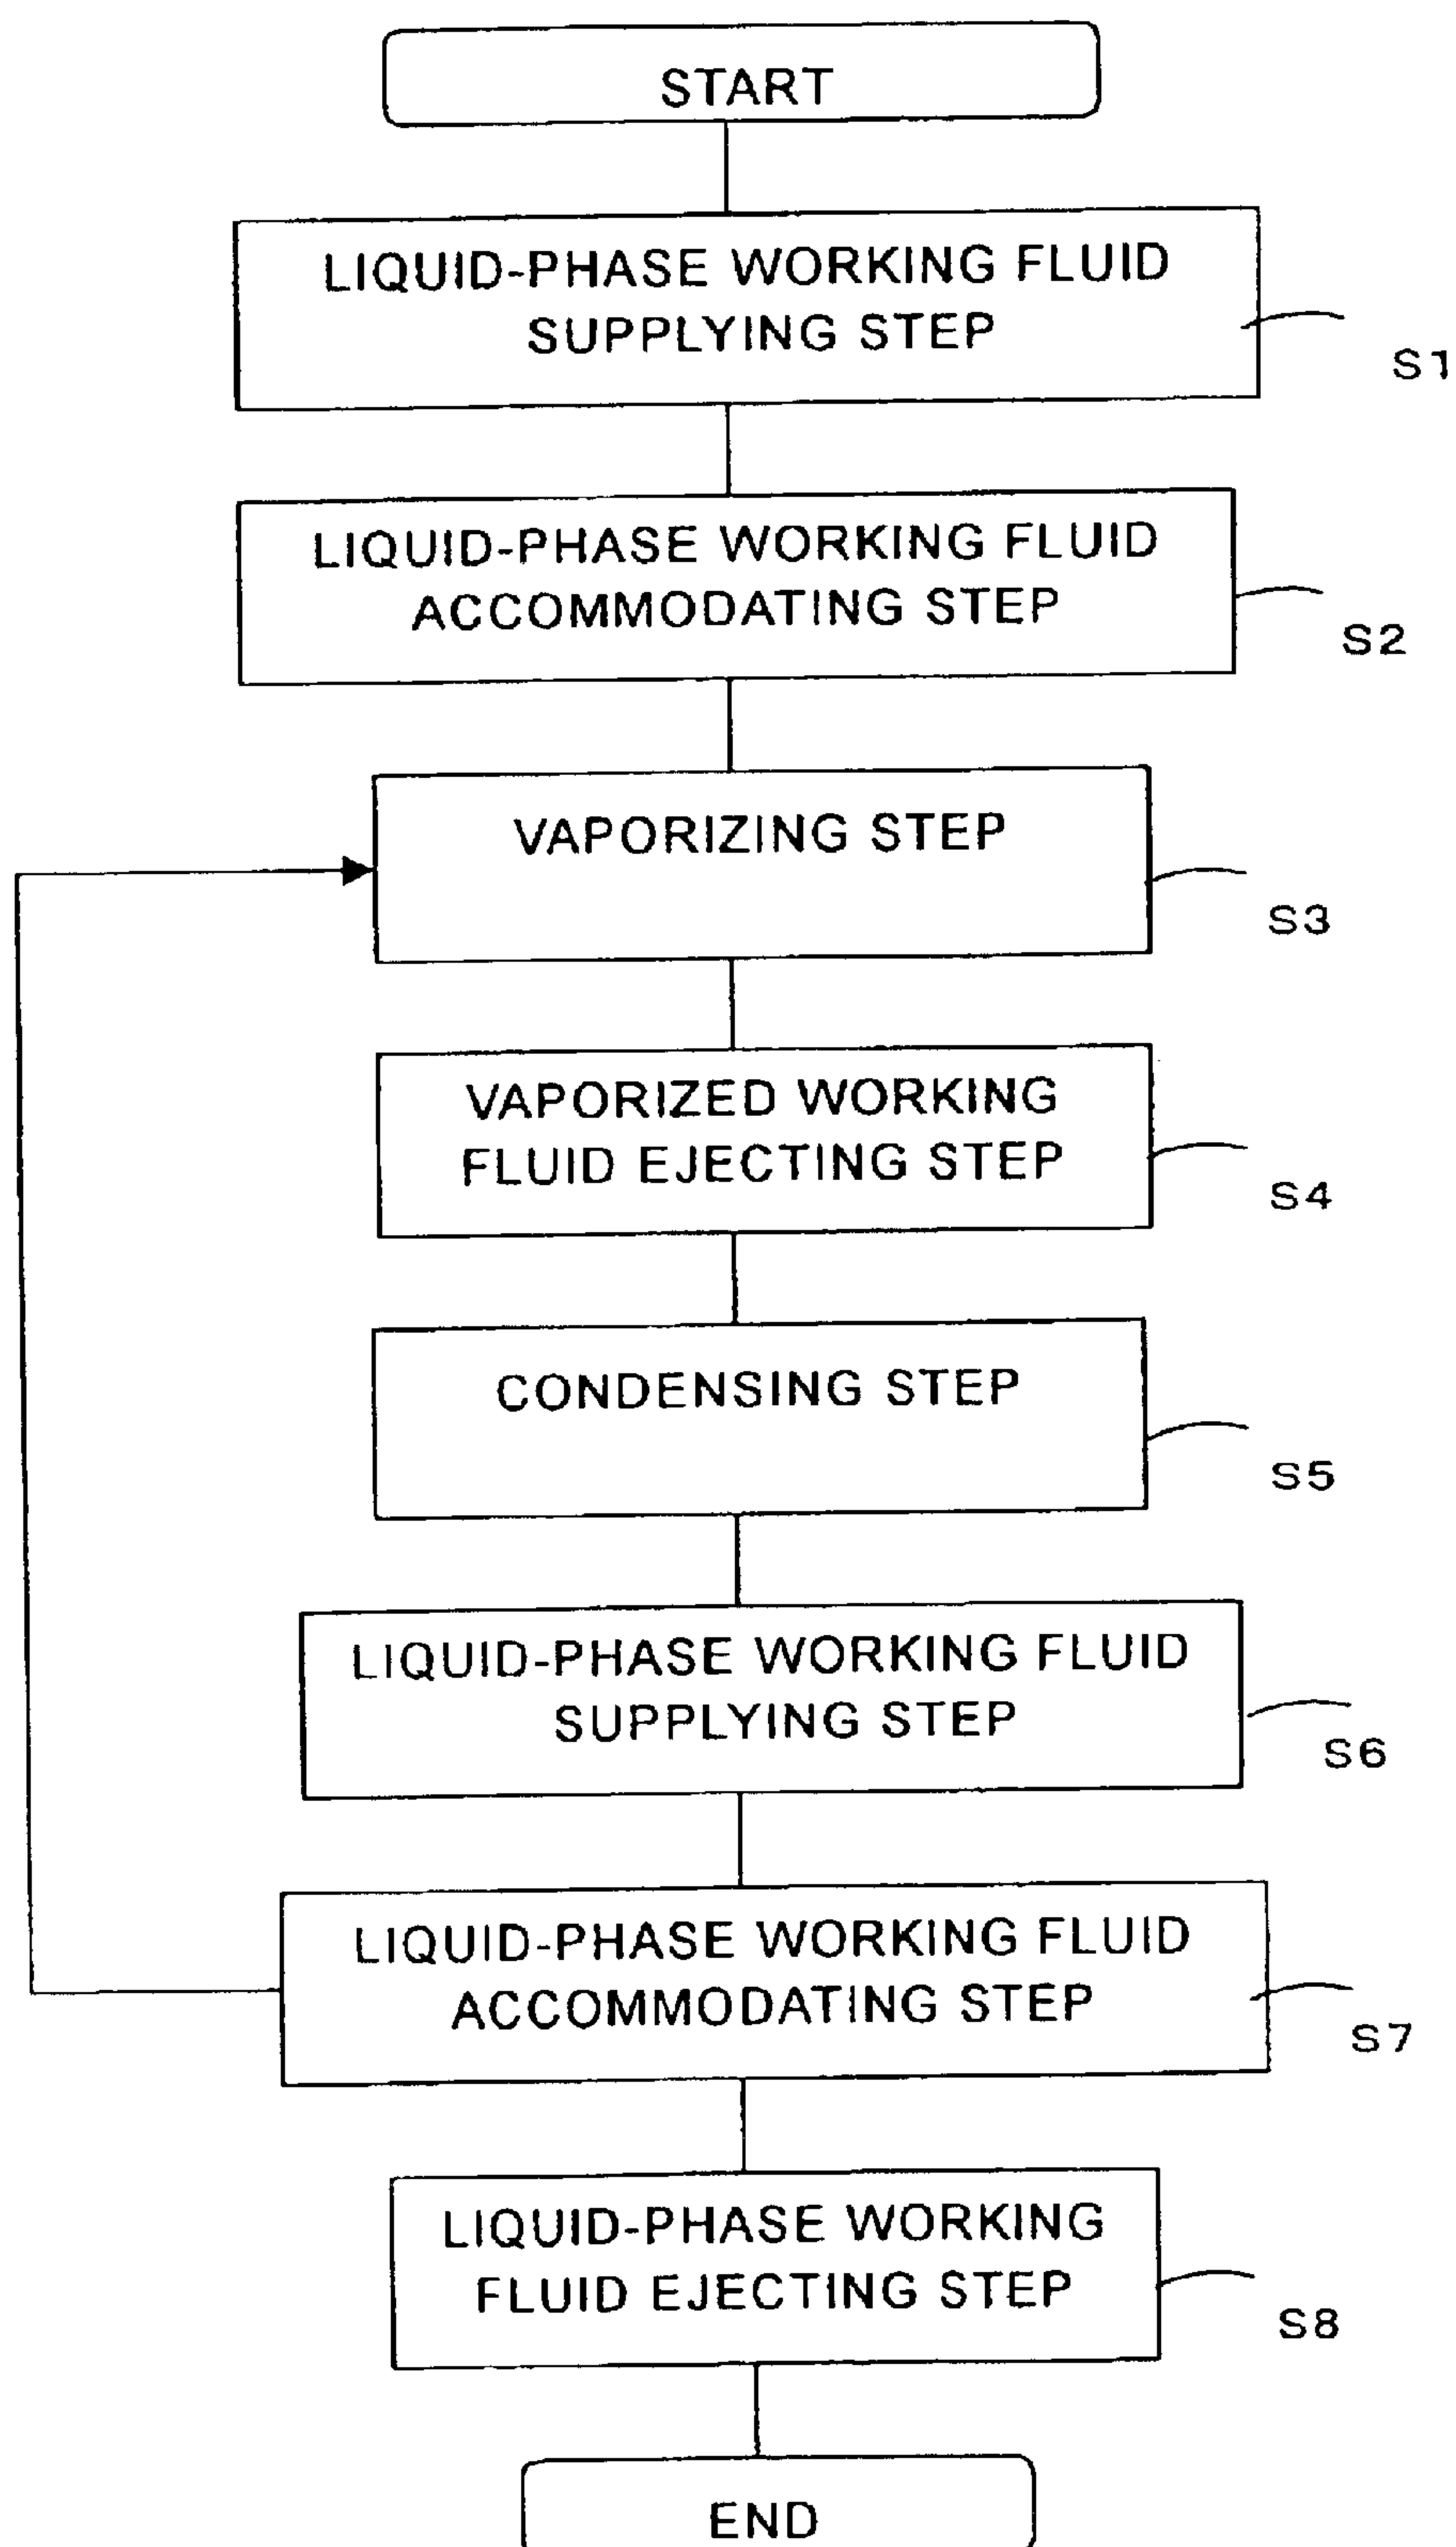 START
LIQUID-PHASE WORKING FLUID
SUPPLYING STEP
S1
LIQUID-PHASE WORKING FLUID
ACCOMMODATING STEP
S2
VAPORIZING STEP
S3
VAPORIZED WORKING
FLUID EJECTING STEP
S4
CONDENSING STEP
S5
LIQUID-PHASE WORKING FLUID
SUPPLYING STEP
S6
LIQUID-PHASE WORKING FLUID
ACCOMMODATING STEP
S7
LIQUID-PHASE WORKING
FLUID EJECTING STEP
S8
END